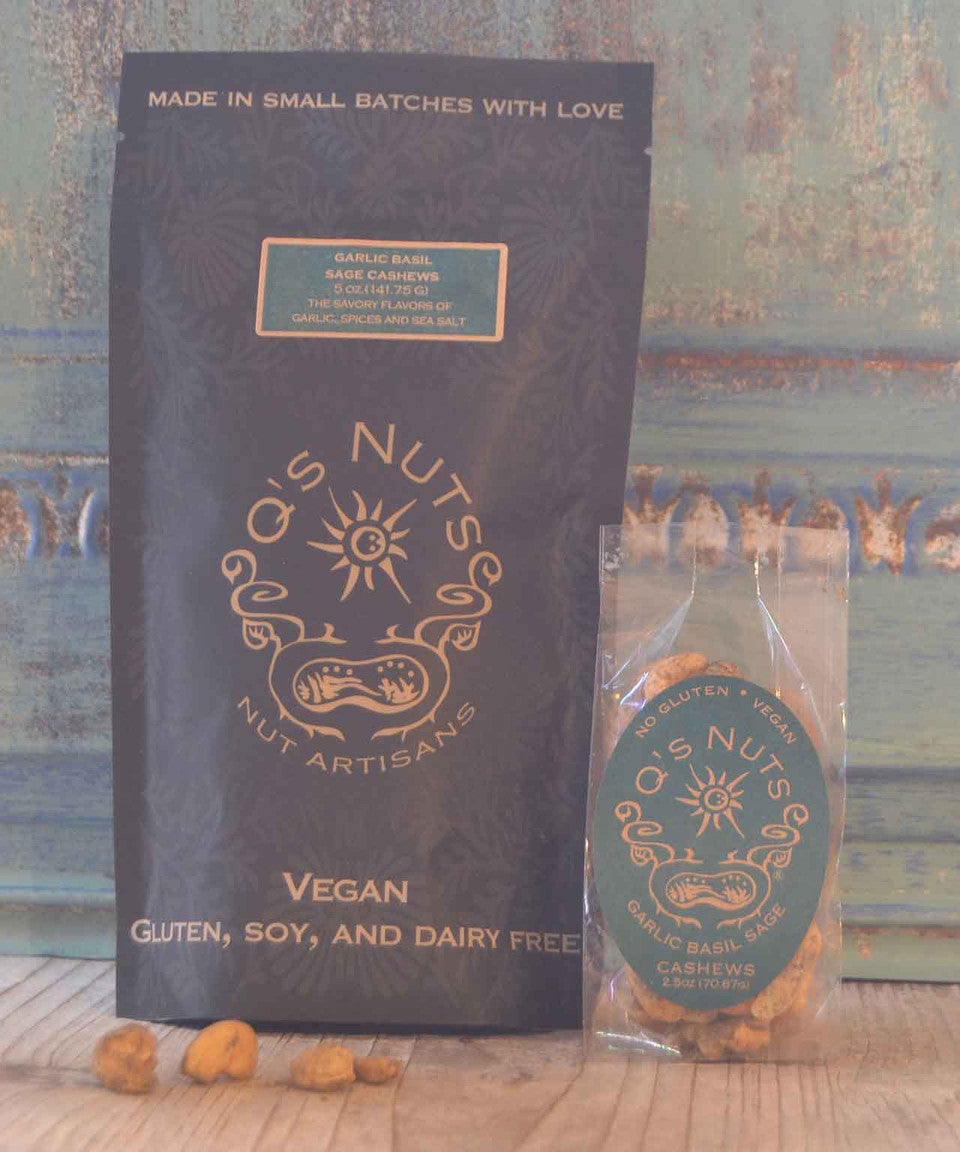 MADE IN SMALL BATCHES WITH LOVE
GARLIC BASIL
SAGE CASHEWS
5 OZ.(141.75 G)
THE SAVORY FLAVORS OF
GARLIC, SPICES AND SEA SALT
Q'S NUTS
NUT ARTISANS
VEGAN
GLUTEN, SOY, AND DAIRY FREE
NO GLUTEN • VEGAN
Q'S NUTS
®
GARLIC BASIL SAGE
CASHEWS
2.5oz (70.87g)